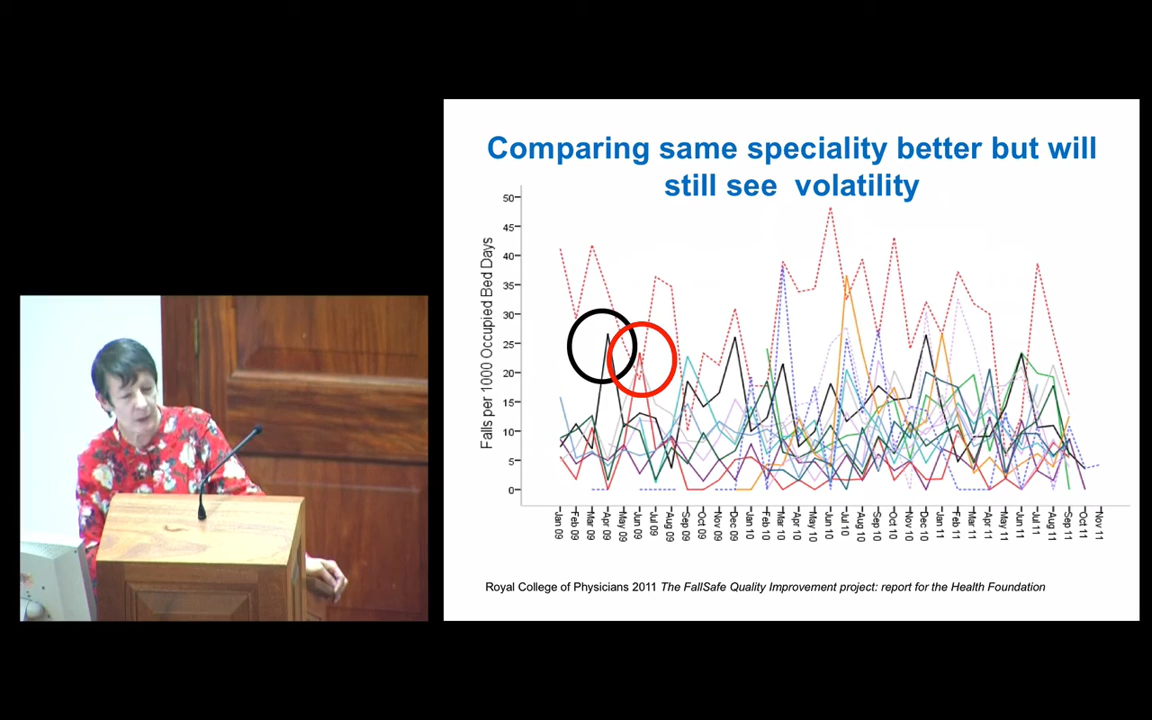 Comparing same speciality better but will
still see volatility
Falls per 1000 Occupied Bed Days
50
45
40
35
30
25
20
15
10
5
0
Jan 09
Feb 09
Mar 09
Apr 09
May 09
Jun 09
Jul 09
Aug 09
Sep 09
Oct 09
Nov 09
Dec 09
Jan 10
Feb 10
Mar 10
Apr 10
May 10
Jun 10
Jul 10
Aug 10
Sep 10
Oct 10
Nov 10
Dec 10
Jan 11
Feb 11
Mar 11
Apr 11
May 11
Jun 11
Jul 11
Aug 11
Sep 11
Oct 11
Nov 11
Royal College of Physicians 2011 The FallSafe Quality Improvement project: report for the Health Foundation